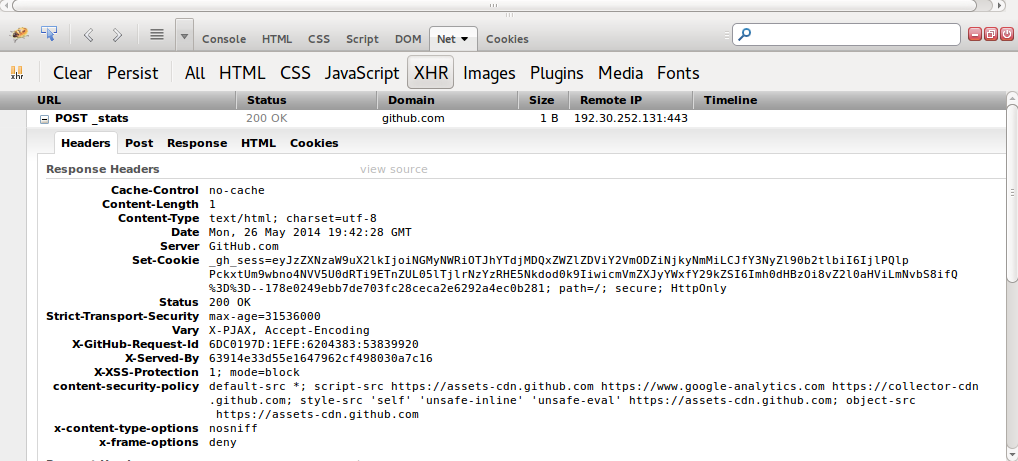 Console HTML CSS Script DOM Net Cookies
xhr Clear Persist All HTML CSS JavaScript XHR Images Plugins Media Fonts
URL Status Domain Size Remote IP Timeline
POST _stats 200 OK github.com 1 B 192.30.252.131:443
Headers Post Response HTML Cookies
Response Headers view source
Cache-Control no-cache
Content-Length 1
Content-Type text/html; charset=utf-8
Date Mon, 26 May 2014 19:42:28 GMT
Server GitHub.com
Set-Cookie _gh_sess=eyJzZXNzaW9uX2lkIjoiNGMyNWRiOTJhYTdjMDQxZWZlZDViY2VmODZiNjkyNmMiLCJfY3NyZl90b2tlbiI6IjlPQlp
PckxtUm9wbno4NVV5U0dRTi9ETnZUL05lTjlrNzYzRHE5Nkdod0k9IiwicmVmZXJyYWxfY29kZSI6Imh0dHBzOi8vZ2l0aHViLmNvbS8ifQ
%3D%3D--178e0249ebb7de703fc28ceca2e6292a4ec0b281; path=/; secure; HttpOnly
Status 200 OK
Strict-Transport-Security max-age=31536000
Vary X-PJAX, Accept-Encoding
X-GitHub-Request-Id 6DC0197D:1EFE:6204383:53839920
X-Served-By 63914e33d55e1647962cf498030a7c16
X-XSS-Protection 1; mode=block
content-security-policy default-src *; script-src https://assets-cdn.github.com https://www.google-analytics.com https://collector-cdn
.github.com; style-src 'self' 'unsafe-inline' 'unsafe-eval' https://assets-cdn.github.com; object-src
https://assets-cdn.github.com
x-content-type-options nosniff
x-frame-options deny